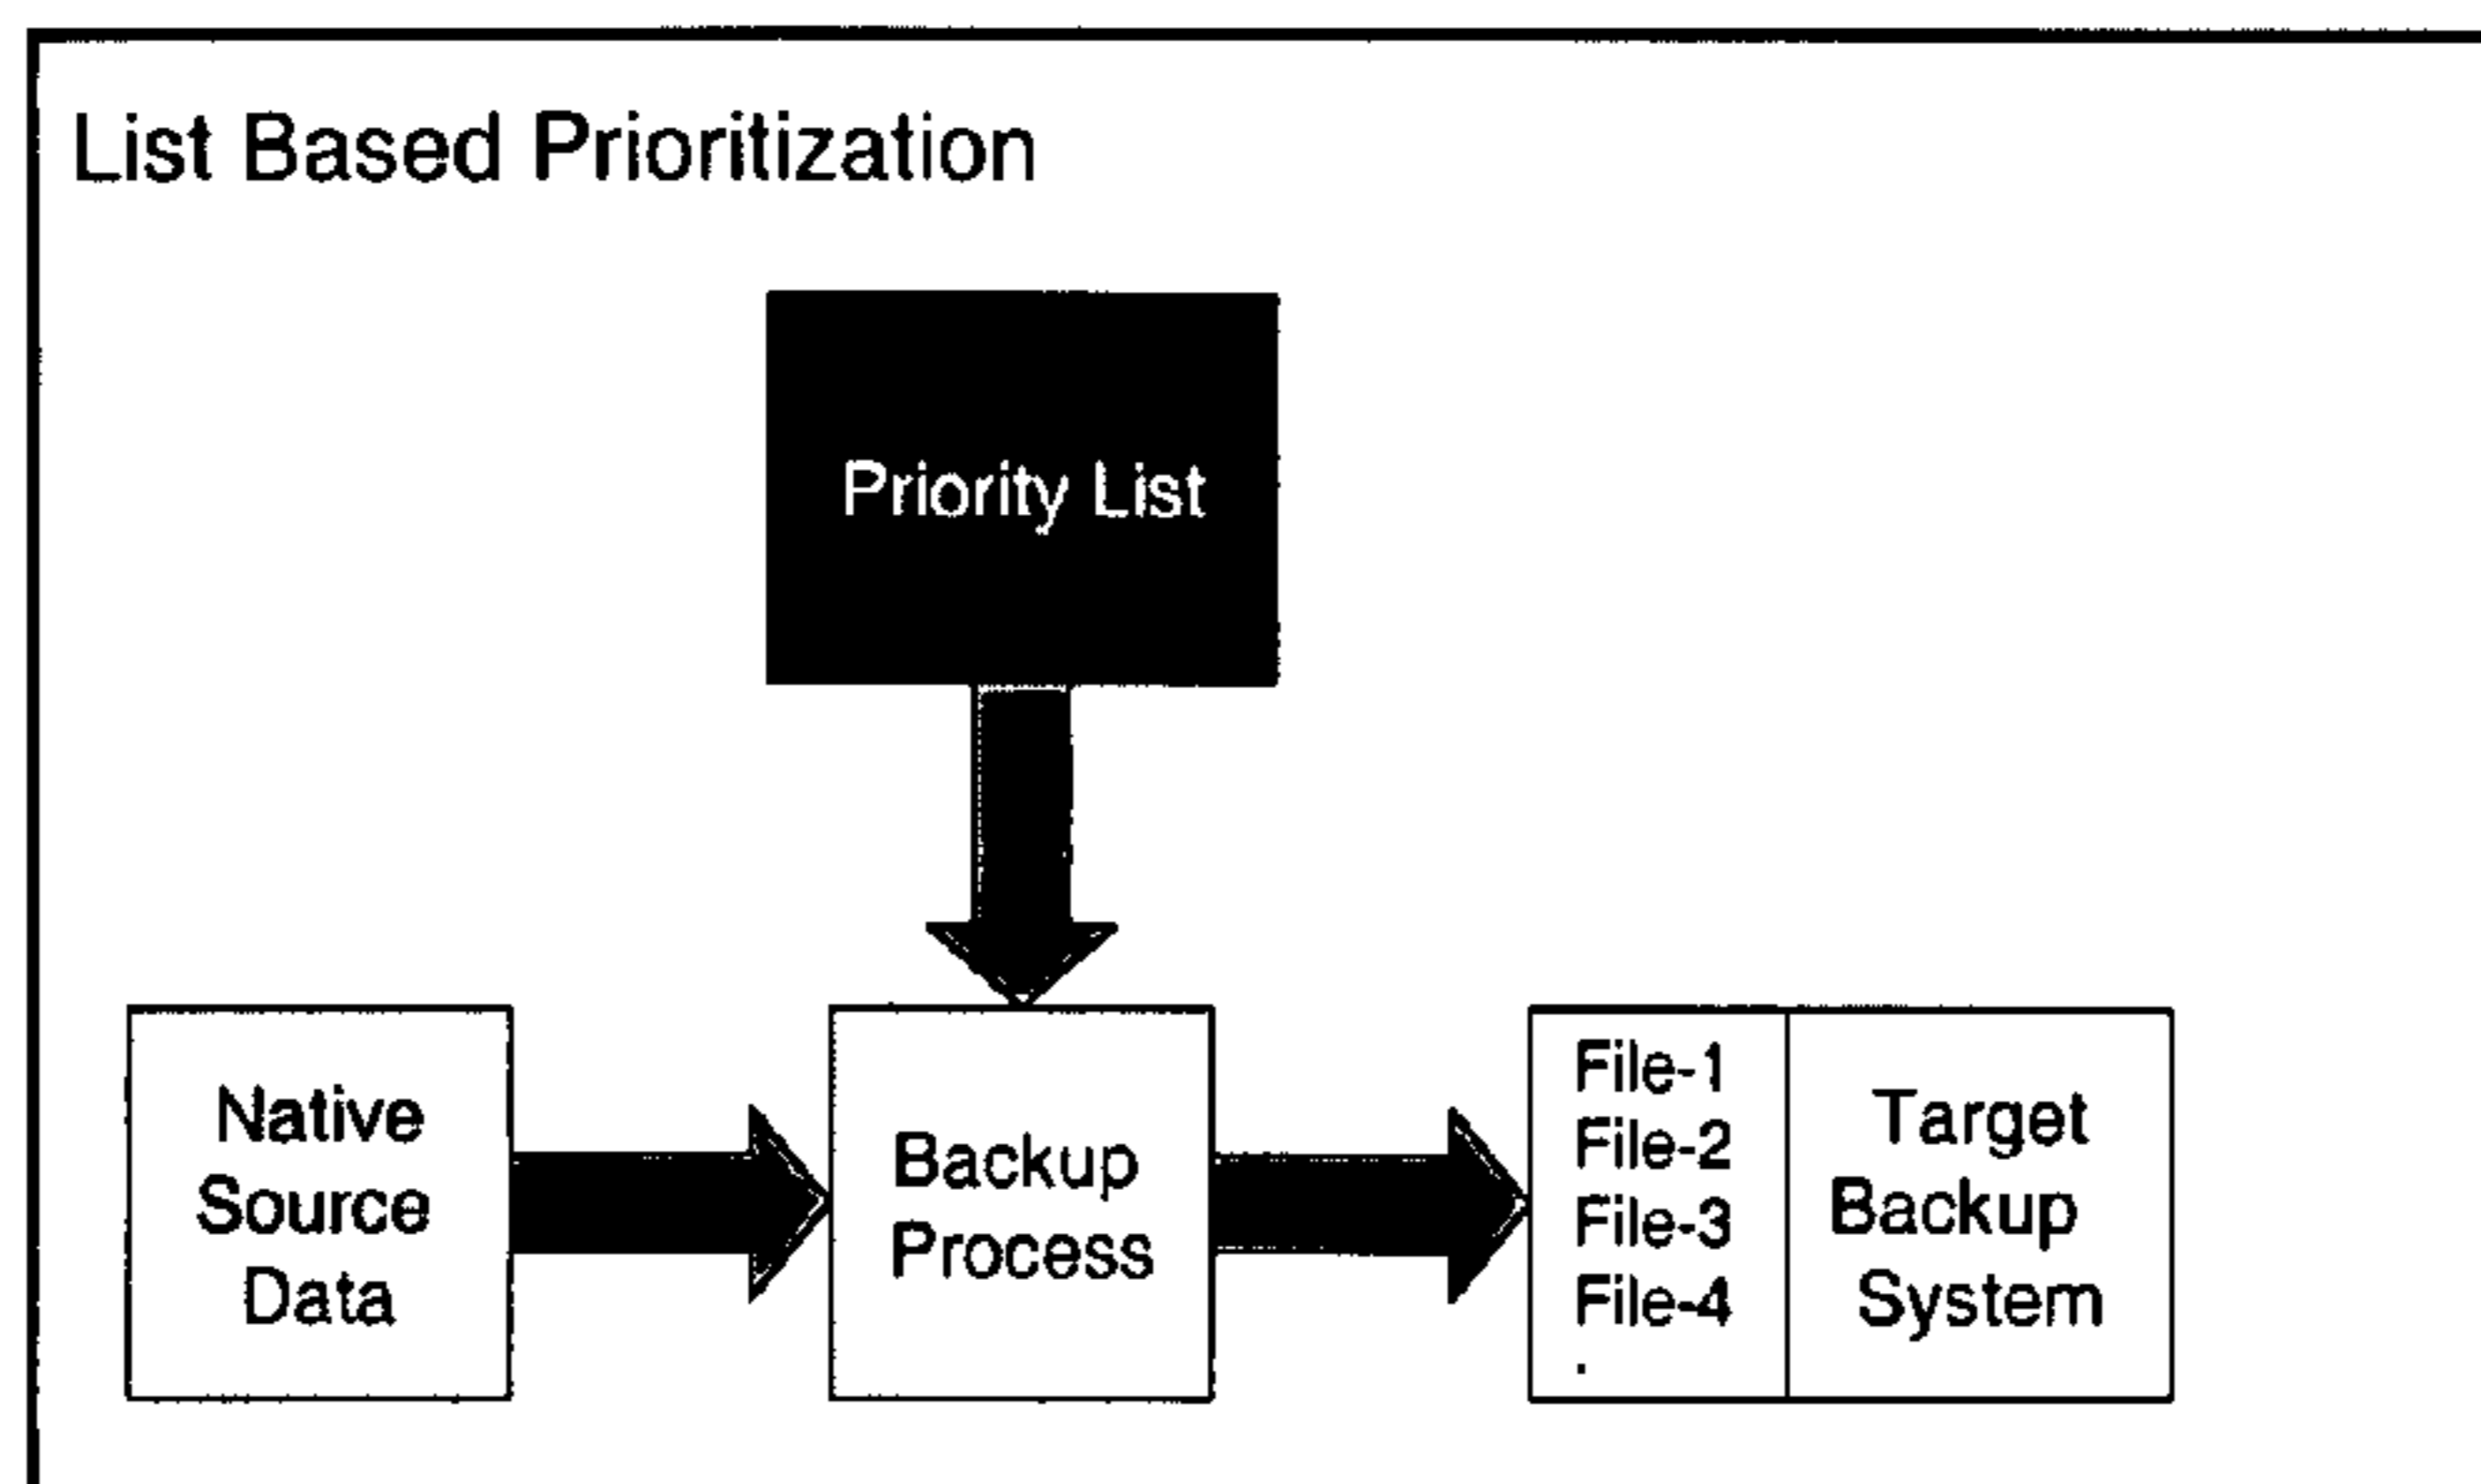 List Based Prioritization
Priority List
Native
Source
Data
Backup
Process
File-1
File-2
File-3
File-4
.
Target
Backup
System